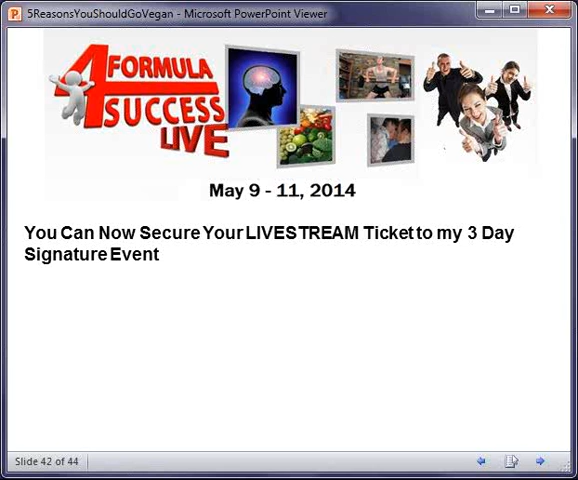 5ReasonsYouShouldGoVegan - Microsoft PowerPoint Viewer
4 FORMULA
SUCCESS
LIVE
May 9 - 11, 2014
You Can Now Secure Your LIVESTREAM Ticket to my 3 Day
Signature Event
Slide 42 of 44